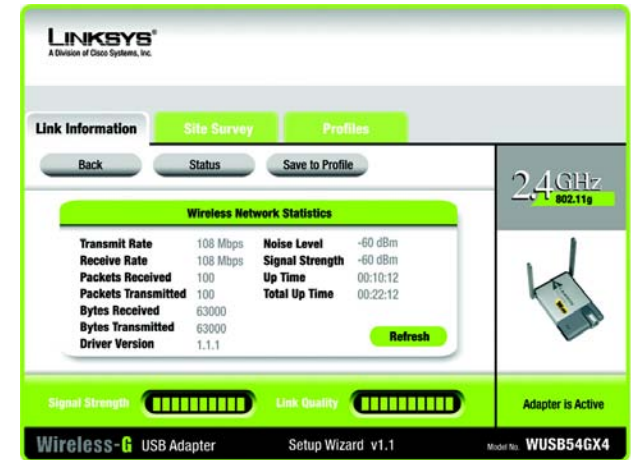 LINKSYS®
A Division of Cisco Systems, Inc.
Link Information Site Survey Profiles
Back Status Save to Profile
2,4 GHz
802.11g
Wireless Network Statistics
Transmit Rate 108 Mbps Noise Level -60 dBm
Receive Rate 108 Mbps Signal Strength -60 dBm
Packets Received 100 Up Time 00:10:12
Packets Transmitted 100 Total Up Time 00:22:12
Bytes Received 63000
Bytes Transmitted 63000
Driver Version 1.1.1
Refresh
Signal Strength Link Quality Adapter is Active
Wireless-G USB Adapter Setup Wizard v1.1 Model No. WUSB54GX4